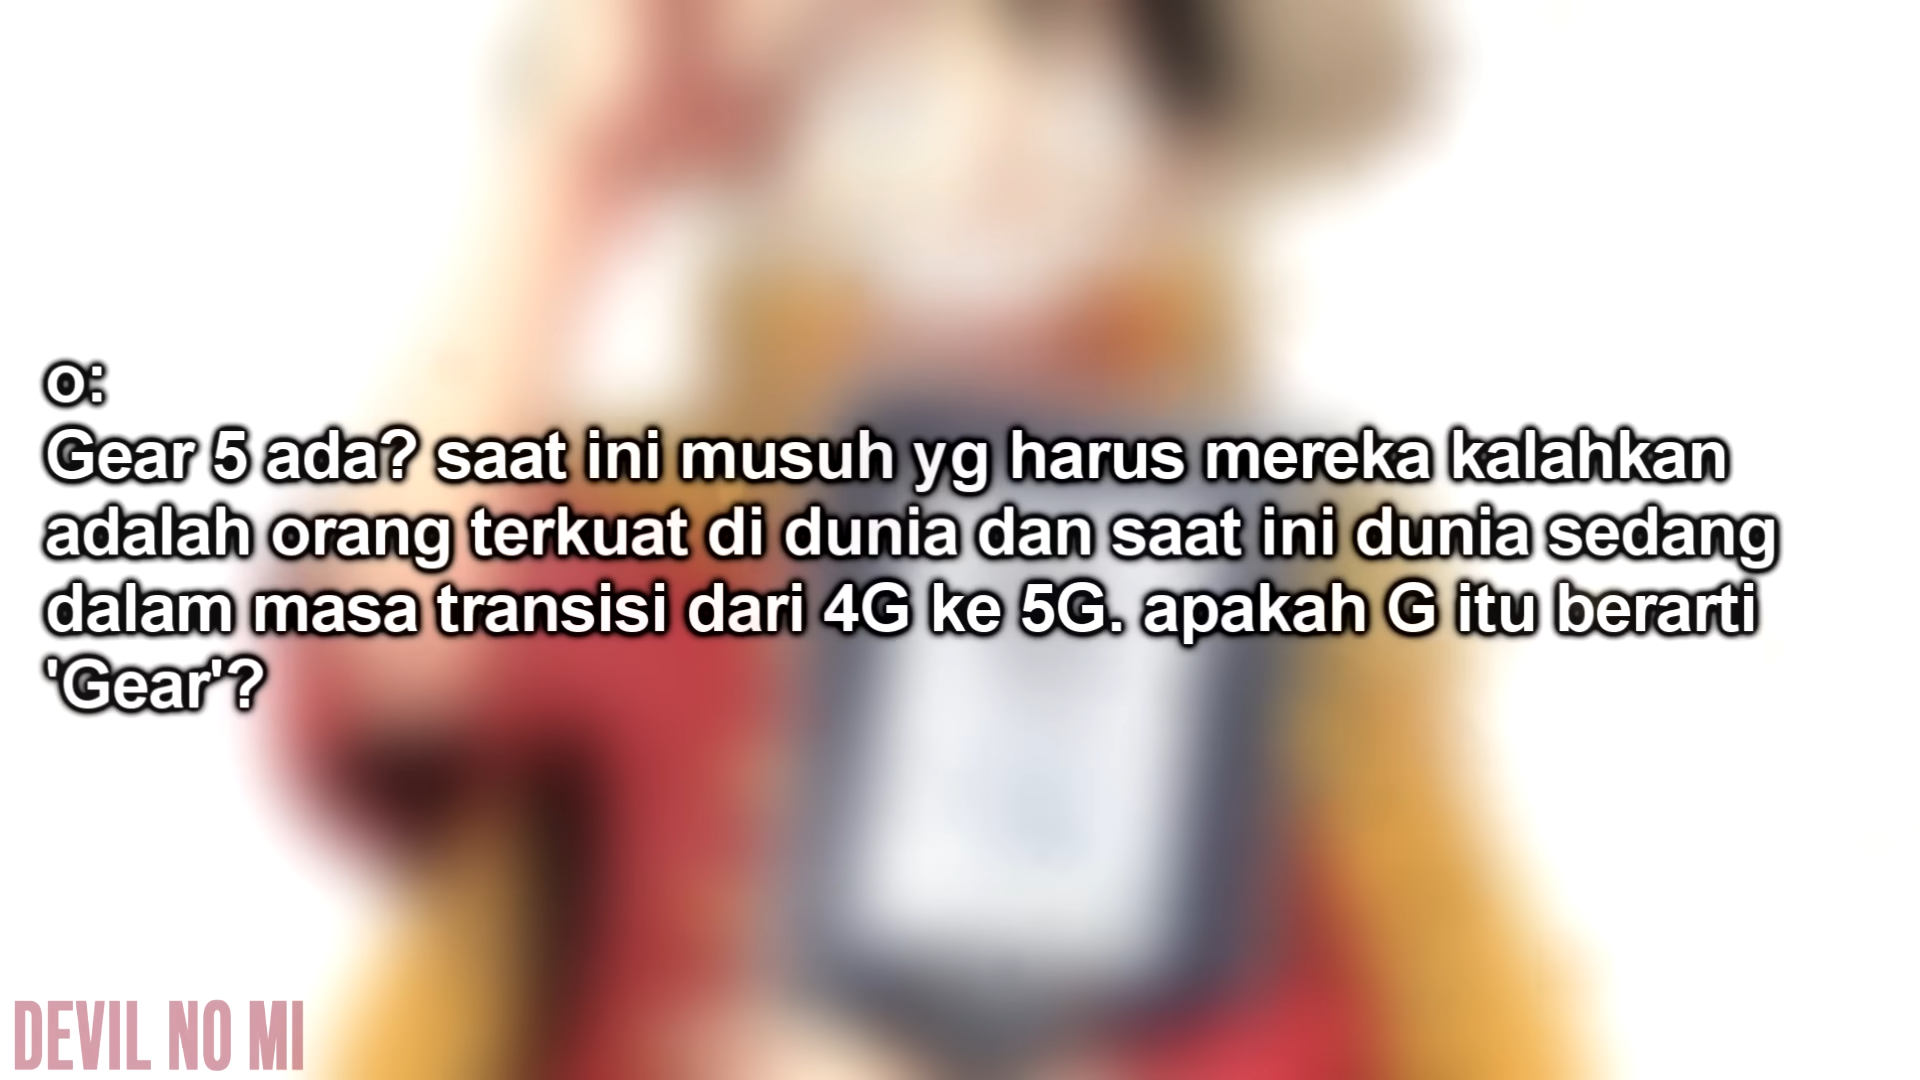 o:
Gear 5 ada? saat ini musuh yg harus mereka kalahkan
adalah orang terkuat di dunia dan saat ini dunia sedang
dalam masa transisi dari 4G ke 5G. apakah G itu berarti
'Gear'?
DEVIL NO MI